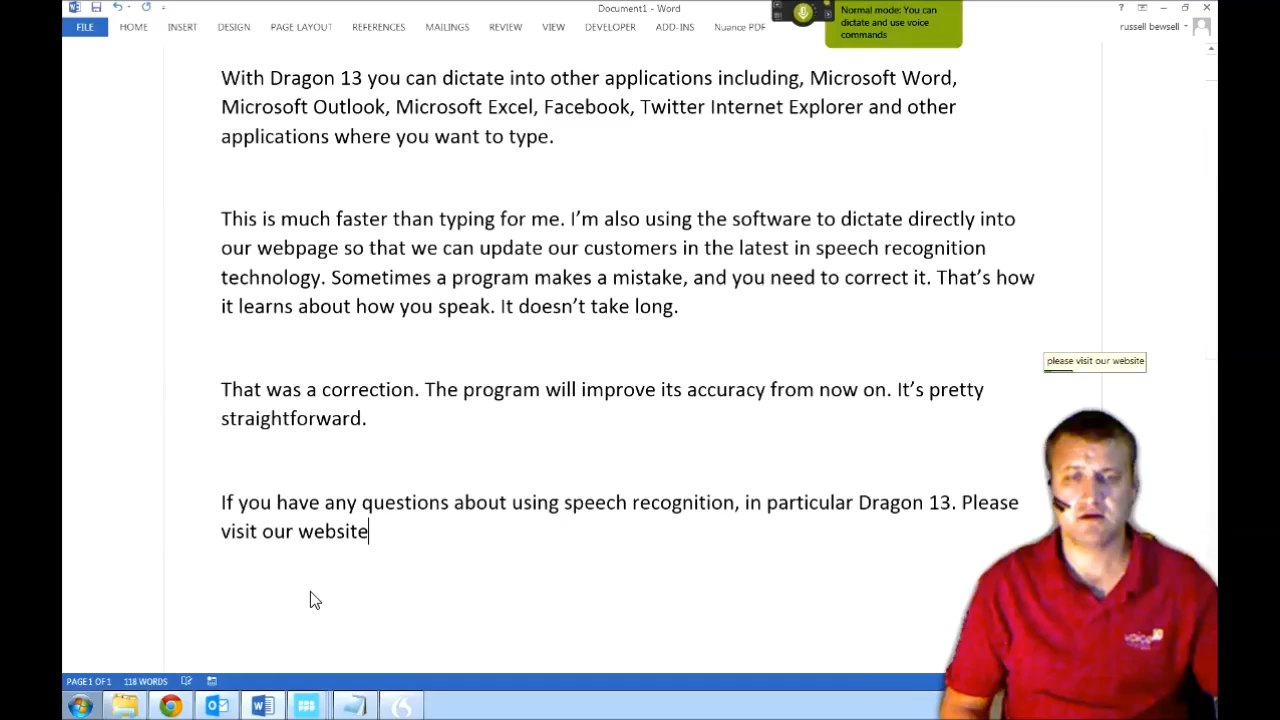 Document1 - Word
Normal mode: You can
dictate and use voice
commands
russell bewsell
FILE HOME INSERT DESIGN PAGE LAYOUT REFERENCES MAILINGS REVIEW VIEW DEVELOPER ADD-INS Nuance PDF
With Dragon 13 you can dictate into other applications including, Microsoft Word,
Microsoft Outlook, Microsoft Excel, Facebook, Twitter Internet Explorer and other
applications where you want to type.
This is much faster than typing for me. I’m also using the software to dictate directly into
our webpage so that we can update our customers in the latest in speech recognition
technology. Sometimes a program makes a mistake, and you need to correct it. That’s how
it learns about how you speak. It doesn’t take long.
please visit our website
That was a correction. The program will improve its accuracy from now on. It’s pretty
straightforward.
If you have any questions about using speech recognition, in particular Dragon 13. Please
visit our website
voice
PAGE 1 OF 1 118 WORDS